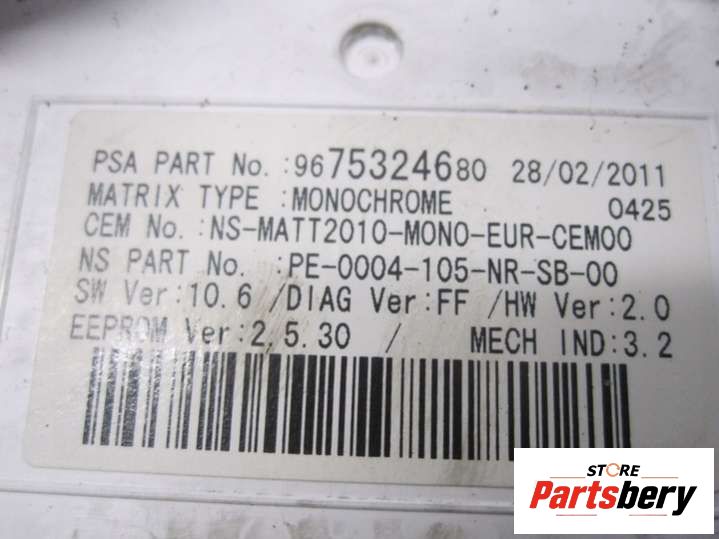 PSA PART No.:9675324680 28/02/2011
MATRIX TYPE :MONOCHROME 0425
CEM No.:NS-MATT2010-MONO-EUR-CEM00
NS PART No. :PE-0004-105-NR-SB-00
SW Ver:10.6 /DIAG Ver:FF /HW Ver:2.0
EEPROM Ver:2.5.30 / MECH IND:3.2
STORE
Partsbery